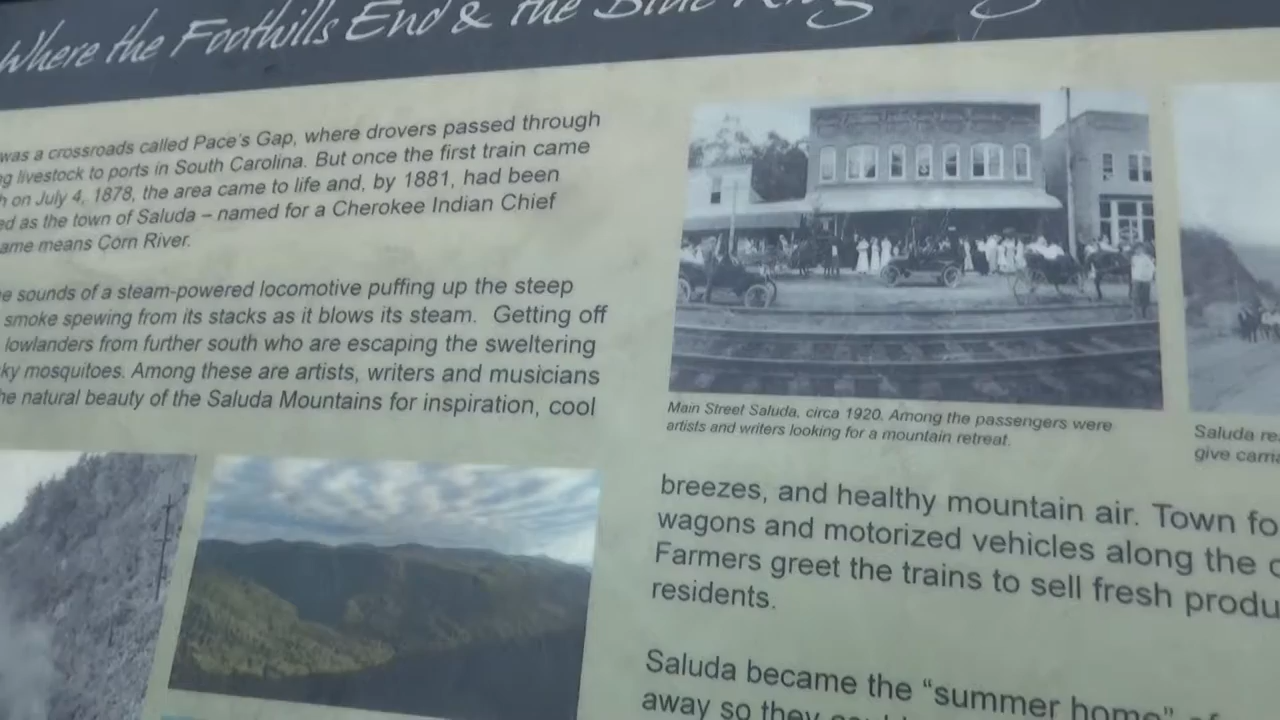 Where the Foothills End & the Blue
was a crossroads called Pace's Gap, where drovers passed through
livestock to ports in South Carolina. But once the first train came
on July 4, 1878, the area came to life and, by 1881, had been
as the town of Saluda – named for a Cherokee Indian Chief
ame means Corn River.
sounds of a steam-powered locomotive puffing up the steep
smoke spewing from its stacks as it blows its steam. Getting off
lowlanders from further south who are escaping the sweltering
ky mosquitoes. Among these are artists, writers and musicians
he natural beauty of the Saluda Mountains for inspiration, cool
Main Street Saluda, circa 1920. Among the passengers were
artists and writers looking for a mountain retreat.
Saluda re
give carri
breezes, and healthy mountain air. Town fo
wagons and motorized vehicles along the
Farmers greet the trains to sell fresh produ
residents.
Saluda became the "summer home" of
away so they